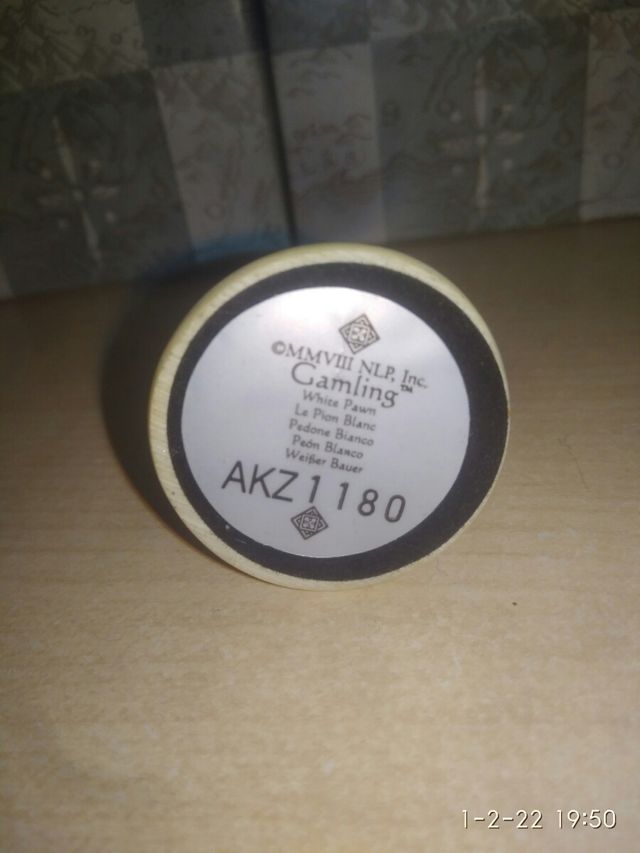 ©MMVIII NLP, Inc.
Gamling™
White Pawn
Le Pion Blanc
Pedone Bianco
Peón Blanco
Weißer Bauer
AKZ1180
1-2-22 19:50